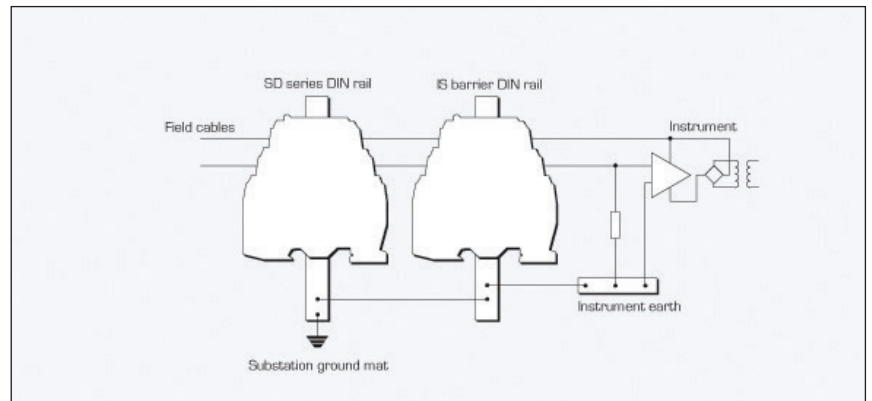 SD series DIN rail
IS barrier DIN rail
Field cables
Instrument
Instrument earth
Substation ground mat